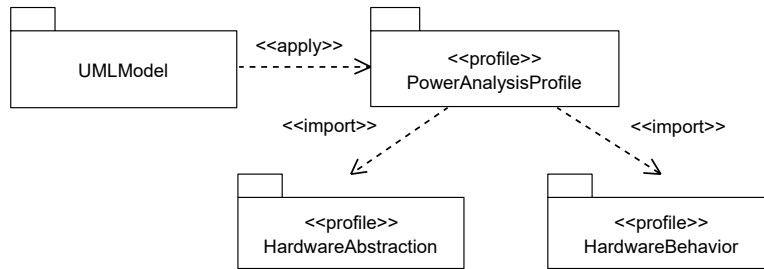 <<apply>>
UMLModel
<<profile>>
PowerAnalysisProfile
<<import>>
<<import>>
<<profile>>
HardwareAbstraction
<<profile>>
HardwareBehavior